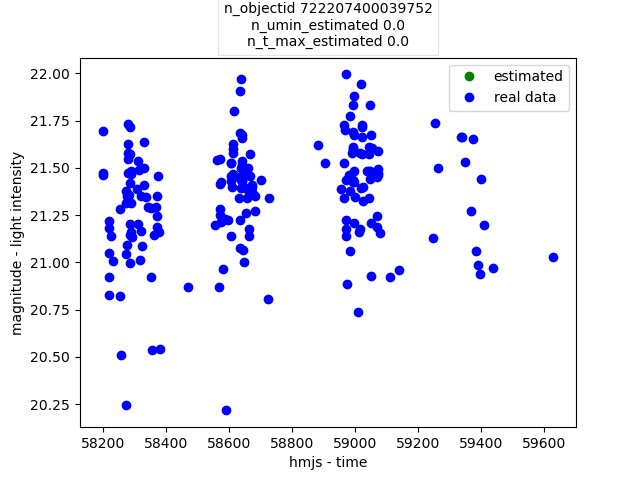 n_objectid 722207400039752
n_umin_estimated 0.0
n_t_max_estimated 0.0
estimated
real data
magnitude - light intensity
22.00
21.75
21.50
21.25
21.00
20.75
20.50
20.25
58200 58400 58600 58800 59000 59200 59400 59600
hmjs - time